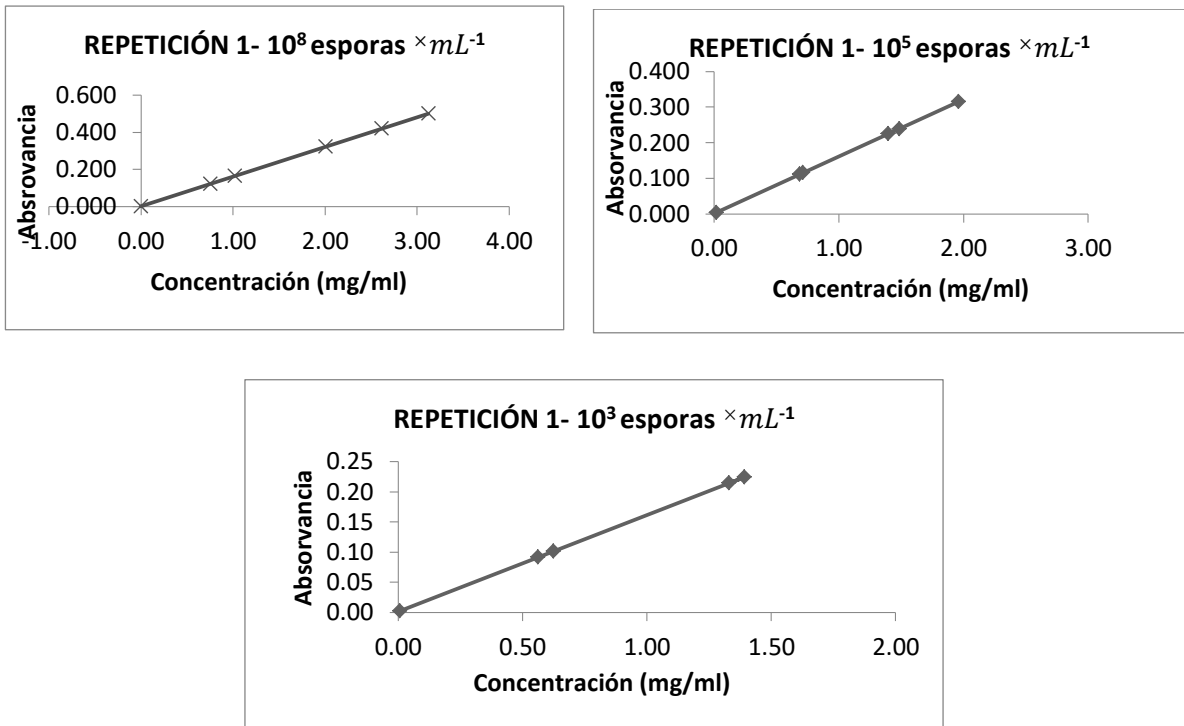 REPETICIÓN 1- 10⁸ esporas ×mL⁻¹
Absrovancia
0.600
0.400
0.200
0.000
-1.00 0.00 1.00 2.00 3.00 4.00
Concentración (mg/ml)
REPETICIÓN 1- 10⁵ esporas ×mL⁻¹
Absorvancia
0.400
0.300
0.200
0.100
0.000
0.00 1.00 2.00 3.00
Concentración (mg/ml)
REPETICIÓN 1- 10³ esporas ×mL⁻¹
Absorvancia
0.25
0.20
0.15
0.10
0.05
0.00
0.00 0.50 1.00 1.50 2.00
Concentración (mg/ml)